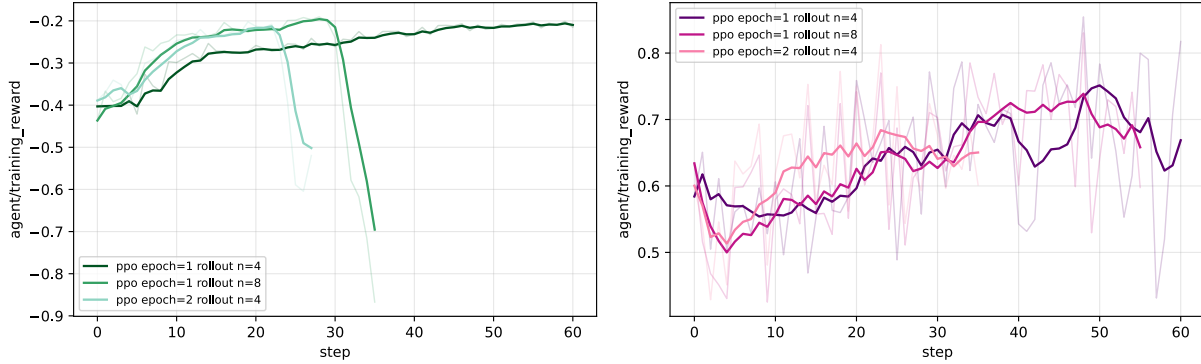 −0.2
−0.3
−0.4
−0.5
−0.6
−0.7
−0.8
−0.9
agent/training_reward
ppo epoch=1 rollout n=4
ppo epoch=1 rollout n=8
ppo epoch=2 rollout n=4
0 10 20 30 40 50 60
step
0.8
0.7
0.6
0.5
agent/training_reward
ppo epoch=1 rollout n=4
ppo epoch=1 rollout n=8
ppo epoch=2 rollout n=4
0 10 20 30 40 50 60
step